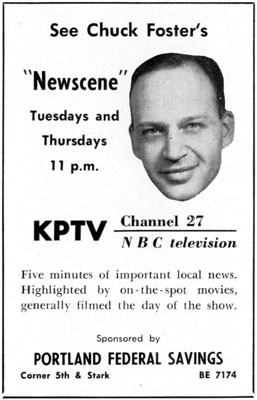 See Chuck Foster's
"Newscene"
Tuesdays and
Thursdays
11 p.m.
KPTV
Channel 27
NBC television
Five minutes of important local news.
Highlighted by on-the-spot movies,
generally filmed the day of the show.
Sponsored by
PORTLAND FEDERAL SAVINGS
Corner 5th & Stark BE 7174